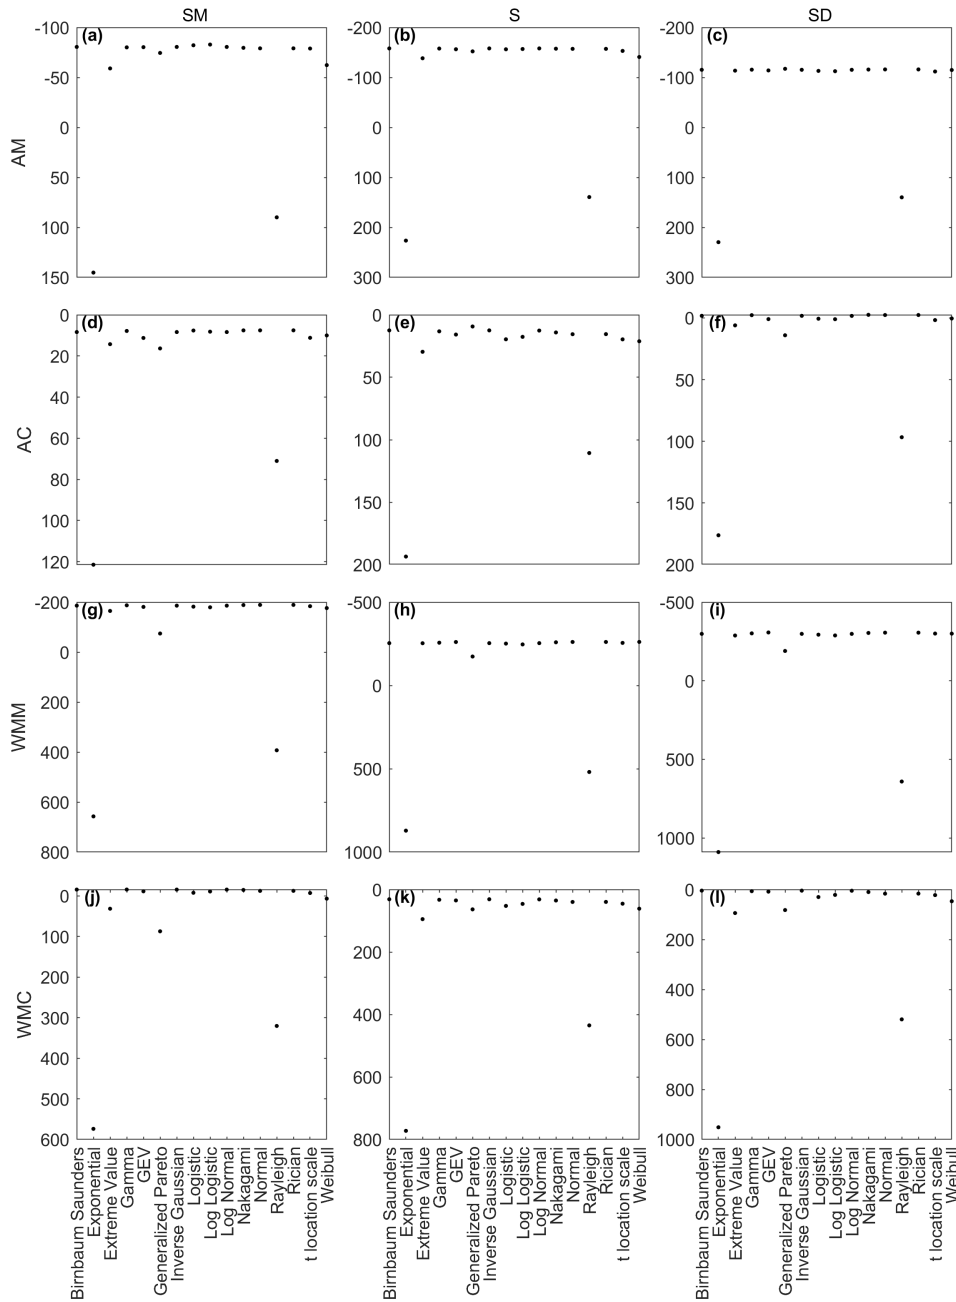 SM S SD
(a) (b) (c)
AM
-100
-50
0
50
100
150
-200
-100
0
100
200
300
-200
-100
0
100
200
300
(d) (e) (f)
AC
0
20
40
60
80
100
120
0
50
100
150
200
0
50
100
150
200
(g) (h) (i)
WMM
-200
0
200
400
600
800
-500
0
500
1000
-500
0
500
1000
(j) (k) (l)
WMC
0
100
200
300
400
500
600
0
200
400
600
800
0
200
400
600
800
1000
Birnbaum Saunders
Exponential
Extreme Value
Gamma
GEV
Generalized Pareto
Inverse Gaussian
Logistic
Log Logistic
Log Normal
Nakagami
Normal
Rayleigh
Rician
t location scale
Weibull
Birnbaum Saunders
Exponential
Extreme Value
Gamma
GEV
Generalized Pareto
Inverse Gaussian
Logistic
Log Logistic
Log Normal
Nakagami
Normal
Rayleigh
Rician
t location scale
Weibull
Birnbaum Saunders
Exponential
Extreme Value
Gamma
GEV
Generalized Pareto
Inverse Gaussian
Logistic
Log Logistic
Log Normal
Nakagami
Normal
Rayleigh
Rician
t location scale
Weibull